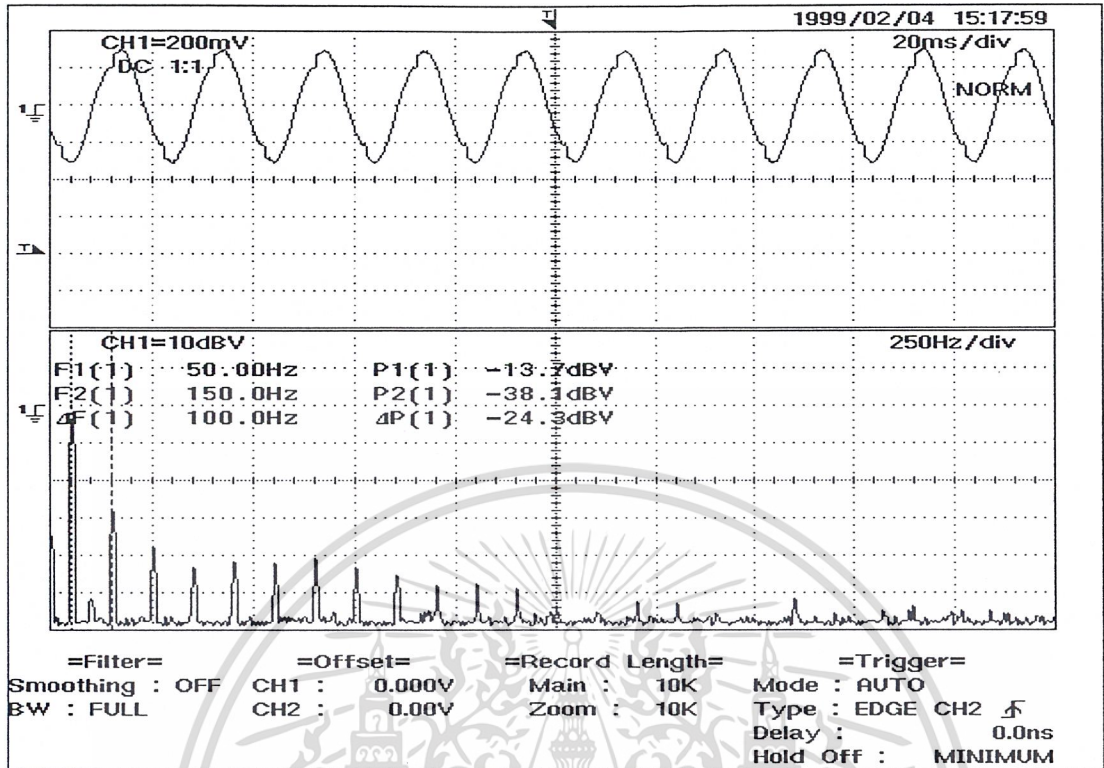 1999/02/04 15:17:59
CH1=200mV 20ms/div
DC 1:1
NORM
CH1=10dBV 250Hz/div
F1(1) 50.00Hz P1(1) -13.7dBV
F2(1) 150.0Hz P2(1) -38.1dBV
⊿F(1) 100.0Hz ⊿P(1) -24.3dBV
=Filter= =Offset= =Record Length= =Trigger=
Smoothing : OFF CH1 : 0.000V Main : 10K Mode : AUTO
BW : FULL CH2 : 0.00V Zoom : 10K Type : EDGE CH2
Delay : 0.0ns
Hold Off : MINIMUM